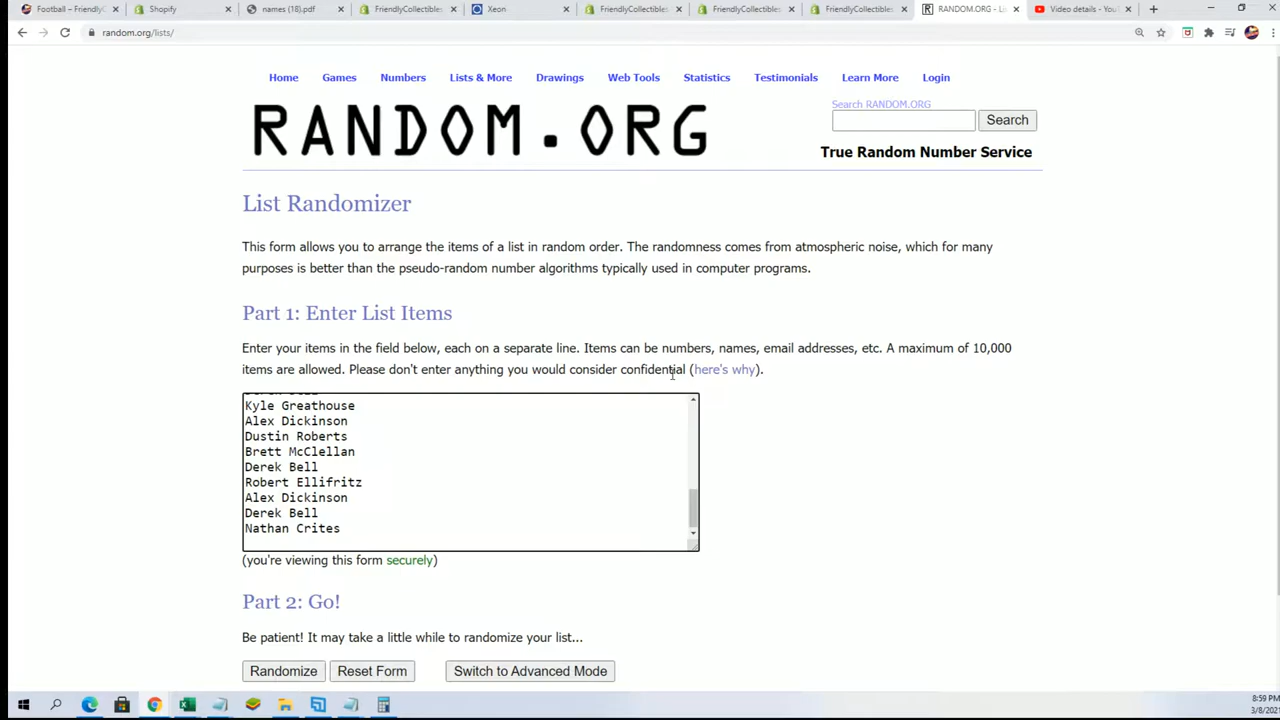 Football – Friendly
Shopify
names (18).pdf
FriendlyCollectibles
Xeon
FriendlyCollectibles
FriendlyCollectibles
FriendlyCollectibles
RANDOM.ORG - Li
Video details - You
random.org/lists/
Home Games Numbers Lists & More Drawings Web Tools Statistics Testimonials Learn More Login
RANDOM.ORG
Search RANDOM.ORG
Search
True Random Number Service
List Randomizer
This form allows you to arrange the items of a list in random order. The randomness comes from atmospheric noise, which for many
purposes is better than the pseudo-random number algorithms typically used in computer programs.
Part 1: Enter List Items
Enter your items in the field below, each on a separate line. Items can be numbers, names, email addresses, etc. A maximum of 10,000
items are allowed. Please don't enter anything you would consider confidential (here's why).
Kyle Greathouse
Alex Dickinson
Dustin Roberts
Brett McClellan
Derek Bell
Robert Ellifritz
Alex Dickinson
Derek Bell
Nathan Crites
(you're viewing this form securely)
Part 2: Go!
Be patient! It may take a little while to randomize your list...
Randomize Reset Form Switch to Advanced Mode
8:59 PM